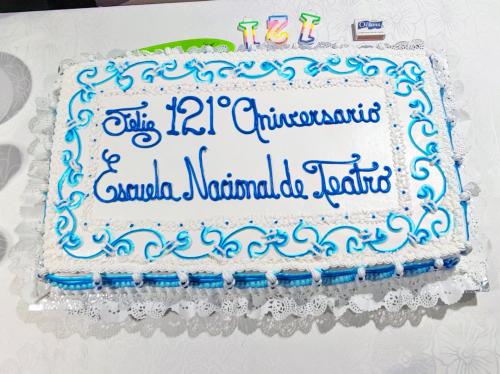 121
Feliz 121° Aniversario
Escuela Nacional de Teatro